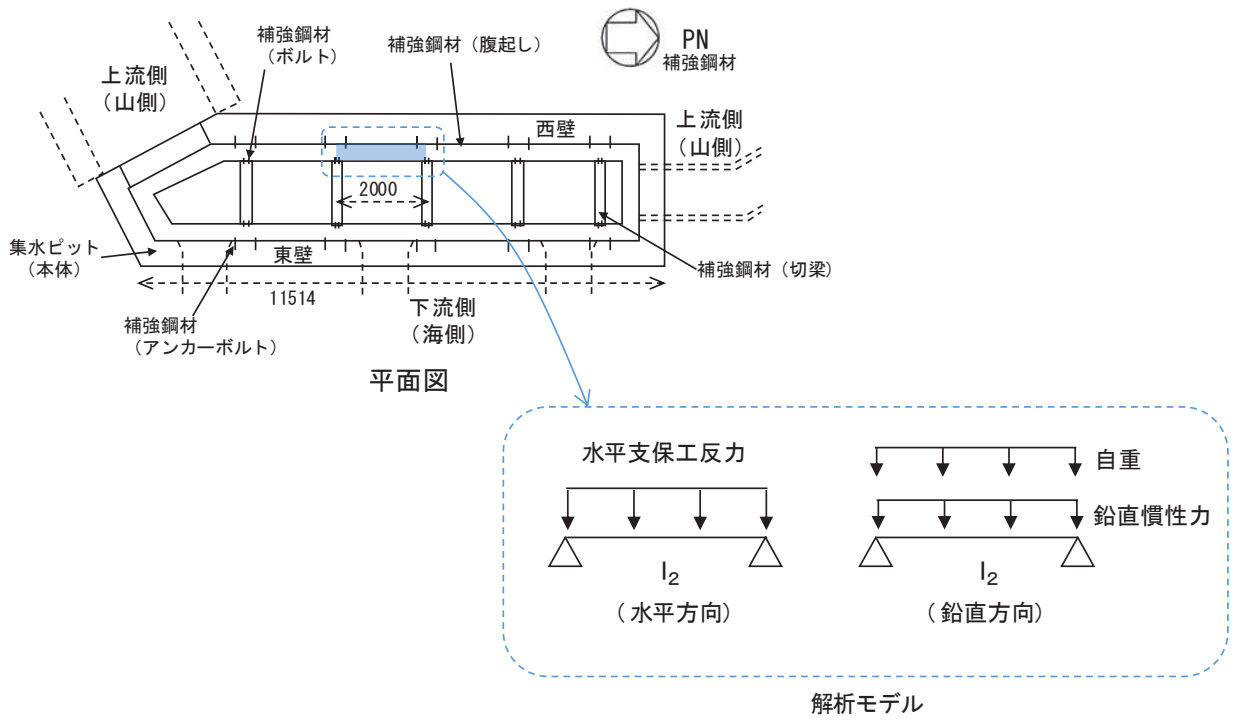 補強鋼材
（ボルト）
補強鋼材（腹起し）
PN
補強鋼材
上流側
（山側）
西壁
上流側
（山側）
2000
集水ピット
（本体）
東壁
補強鋼材（切梁）
11514
下流側
（海側）
補強鋼材
（アンカーボルト）
平面図
水平支保工反力
自重
鉛直慣性力
l₂
（水平方向）
l₂
（鉛直方向）
解析モデル